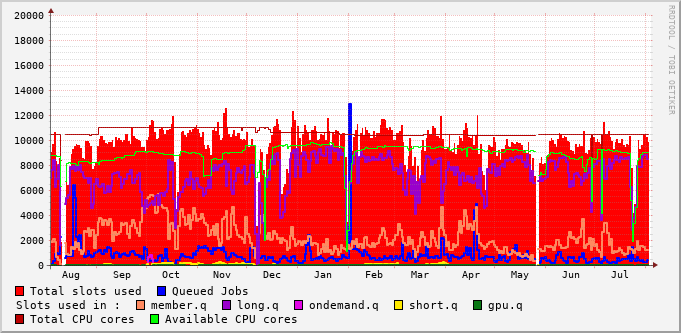 20000
18000
16000
14000
12000
10000
8000
6000
4000
2000
0
Aug Sep Oct Nov Dec Jan Feb Mar Apr May Jun Jul
RRDTOOL / TOBI OETIKER
Total slots used Queued Jobs
Slots used in : member.q long.q ondemand.q short.q gpu.q
Total CPU cores Available CPU cores